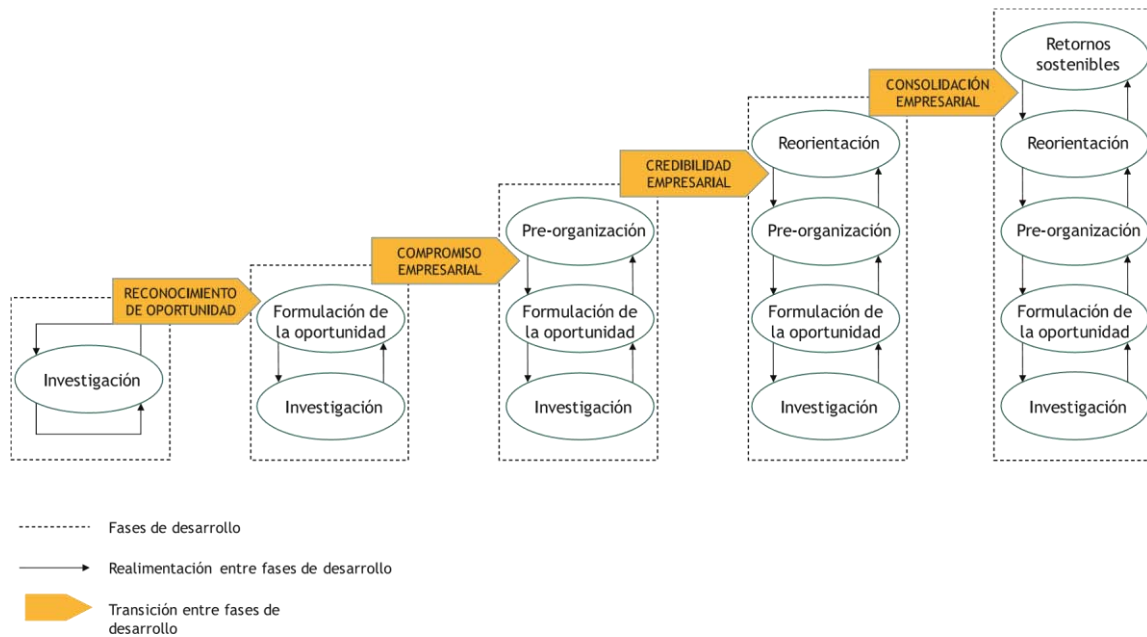 Investigación
RECONOCIMIENTO
DE OPORTUNIDAD
Formulación de
la oportunidad
Investigación
COMPROMISO
EMPRESARIAL
Pre-organización
Formulación de
la oportunidad
Investigación
CREDIBILIDAD
EMPRESARIAL
Reorientación
Pre-organización
Formulación de
la oportunidad
Investigación
CONSOLIDACIÓN
EMPRESARIAL
Retornos
sostenibles
Reorientación
Pre-organización
Formulación de
la oportunidad
Investigación
Fases de desarrollo
Realimentación entre fases de desarrollo
Transición entre fases de
desarrollo